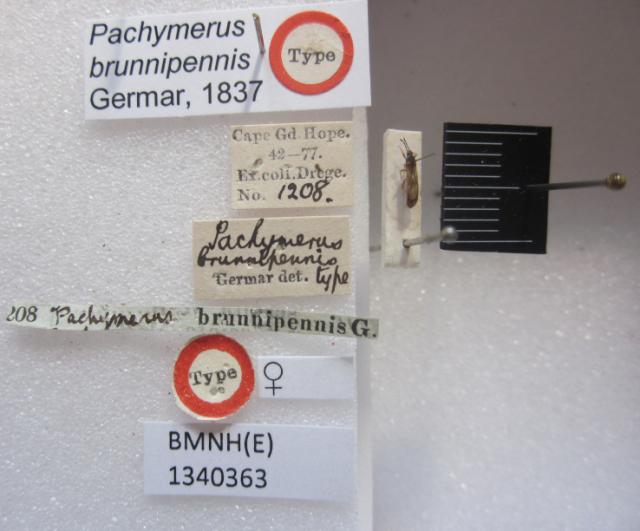 Pachymerus
brunnipennis
Germar, 1837
Type
Cape Gd. Hope.
42—77.
Ex. coll. Drége.
No. 1208.
Pachymerus
brunnipennis
Germar det. type
208 Pachymerus brunnipennis G.
Type
♀
BMNH(E)
1340363